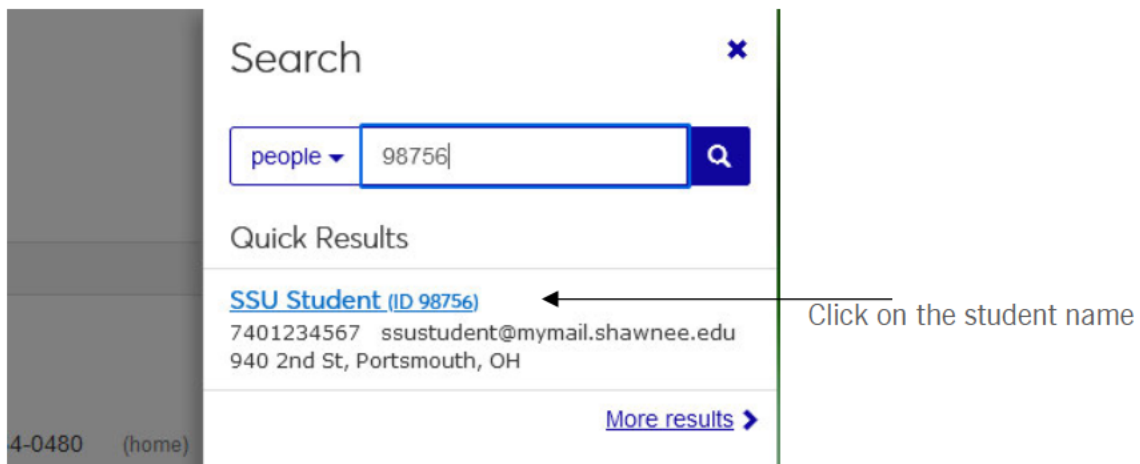 Search
people
98756
Quick Results
SSU Student (ID 98756)
7401234567 ssustudent@mymail.shawnee.edu
940 2nd St, Portsmouth, OH
Click on the student name
More results
4-0480 (home)